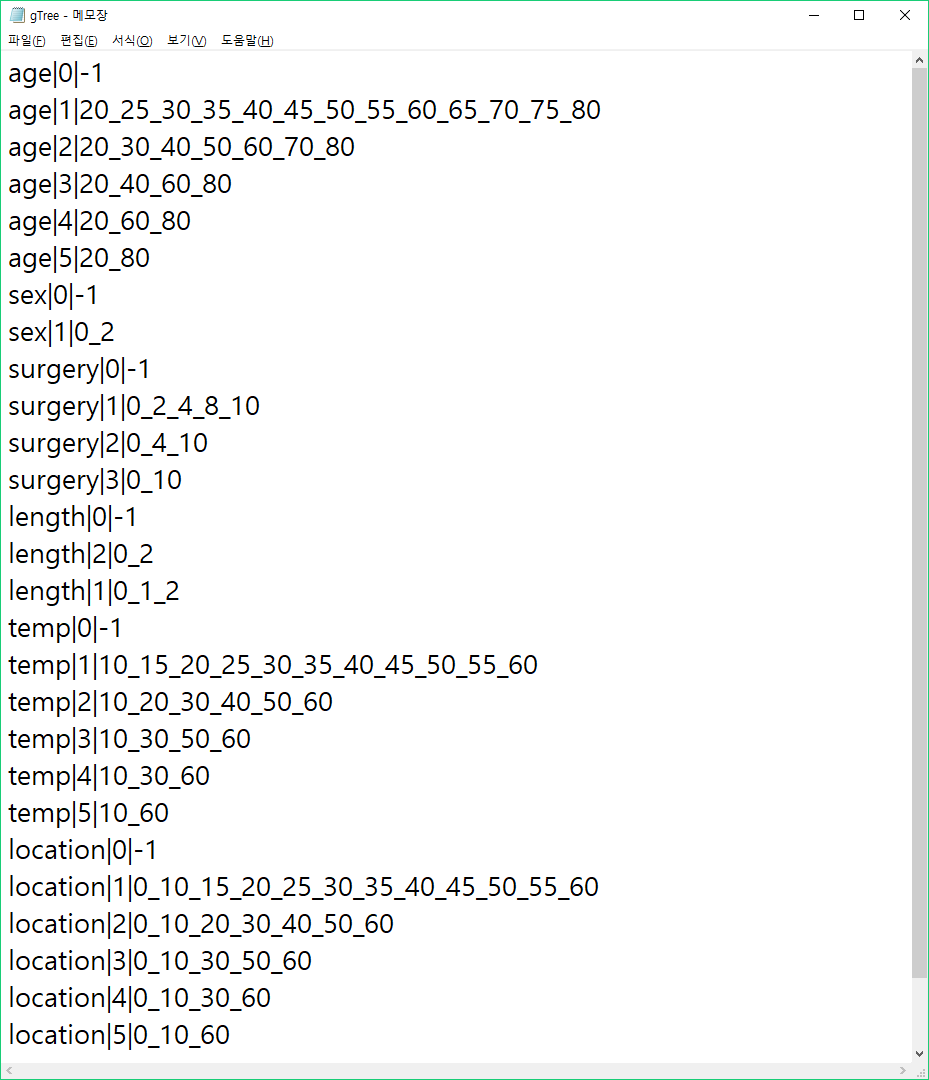 gTree - 메모장
파일(F) 편집(E) 서식(O) 보기(V) 도움말(H)
age|0|-1
age|1|20_25_30_35_40_45_50_55_60_65_70_75_80
age|2|20_30_40_50_60_70_80
age|3|20_40_60_80
age|4|20_60_80
age|5|20_80
sex|0|-1
sex|1|0_2
surgery|0|-1
surgery|1|0_2_4_8_10
surgery|2|0_4_10
surgery|3|0_10
length|0|-1
length|2|0_2
length|1|0_1_2
temp|0|-1
temp|1|10_15_20_25_30_35_40_45_50_55_60
temp|2|10_20_30_40_50_60
temp|3|10_30_50_60
temp|4|10_30_60
temp|5|10_60
location|0|-1
location|1|0_10_15_20_25_30_35_40_45_50_55_60
location|2|0_10_20_30_40_50_60
location|3|0_10_30_50_60
location|4|0_10_30_60
location|5|0_10_60